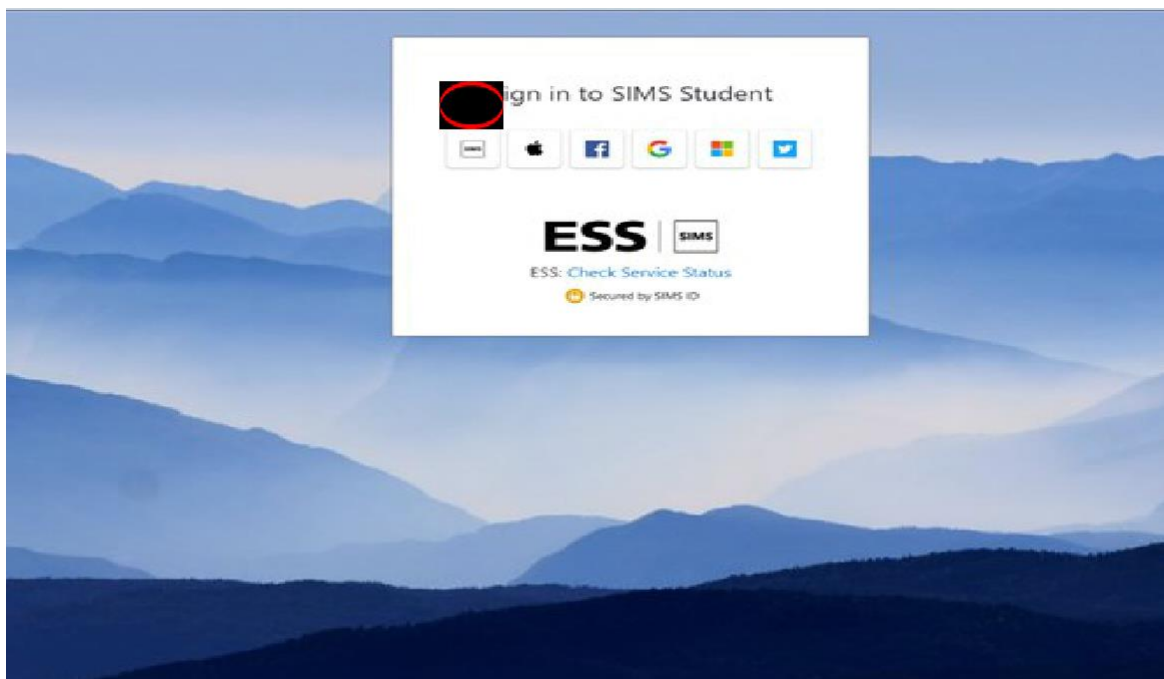 ign in to SIMS Student
SIMS
ESS SIMS
ESS: Check Service Status
Secured by SIMS ID